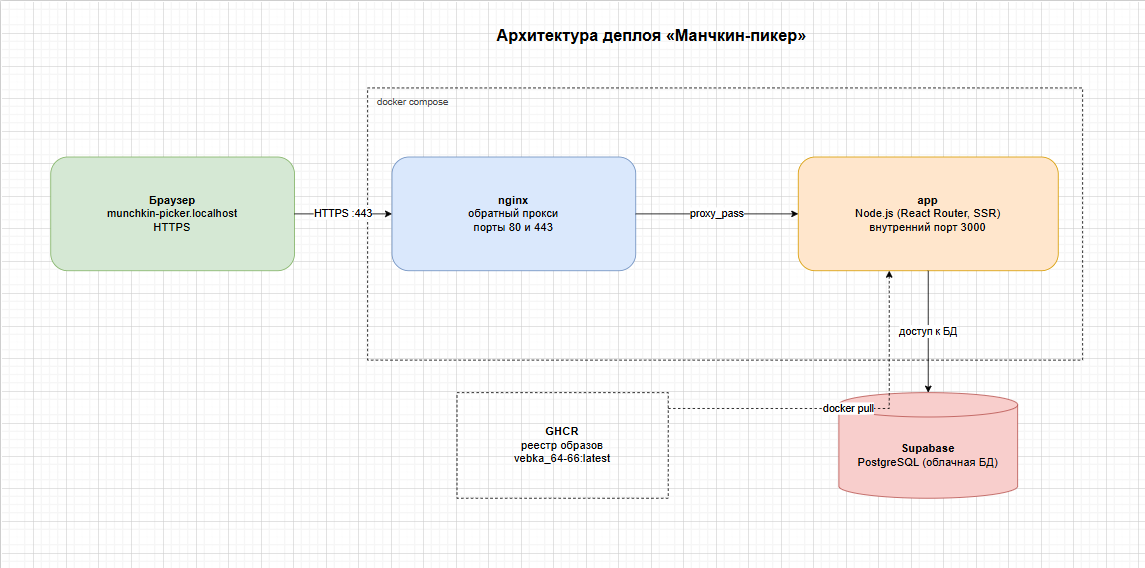 Архитектура деплоя «Манчкин-пикер»
docker compose
Браузер
munchkin-picker.localhost
HTTPS
HTTPS :443
nginx
обратный прокси
порты 80 и 443
proxy_pass
app
Node.js (React Router, SSR)
внутренний порт 3000
доступ к БД
docker pull
GHCR
реестр образов
vebka_64-66:latest
Supabase
PostgreSQL (облачная БД)